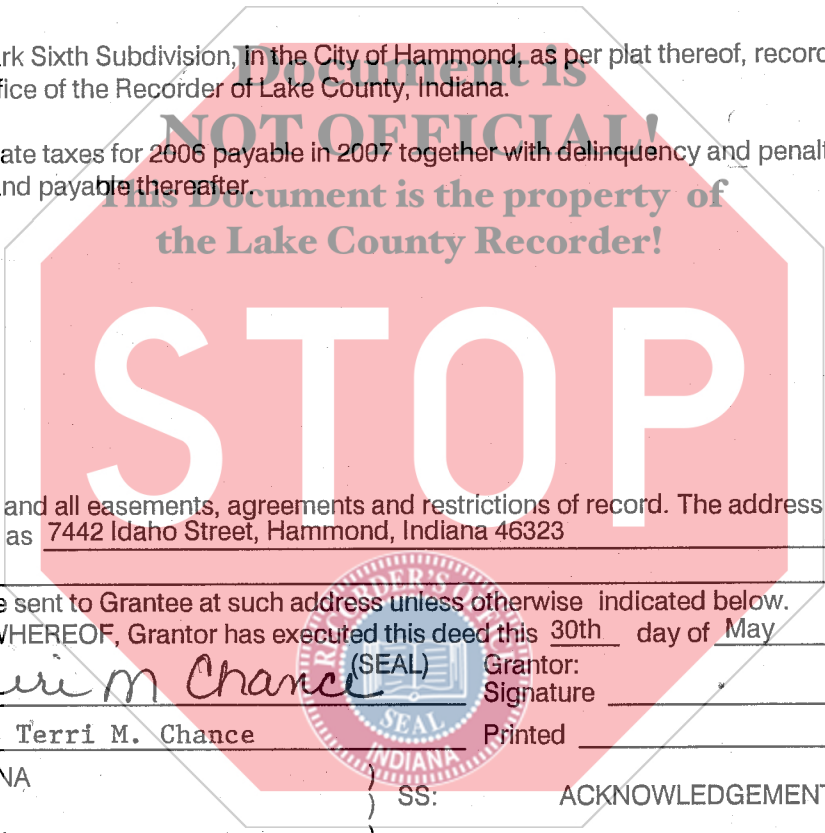 rk Sixth Subdivision, in the City of Hammond, as per plat thereof, record
Document is
fice of the Recorder of Lake County, Indiana.
NOT OFFICIAL!
ate taxes for 2006 payable in 2007 together with delinquency and penalt
nd payable thereafter.
This Document is the property of
the Lake County Recorder!
STOP
and all easements, agreements and restrictions of record. The address
as 7442 Idaho Street, Hammond, Indiana 46323
e sent to Grantee at such address unless otherwise indicated below.
WHEREOF, Grantor has executed this deed this 30th day of May
RECORDER'S OFFICE
erri M Chance (SEAL) Grantor:
Signature
SEAL
Terri M. Chance Printed
INDIANA
NA
) SS: ACKNOWLEDGEMENT
)